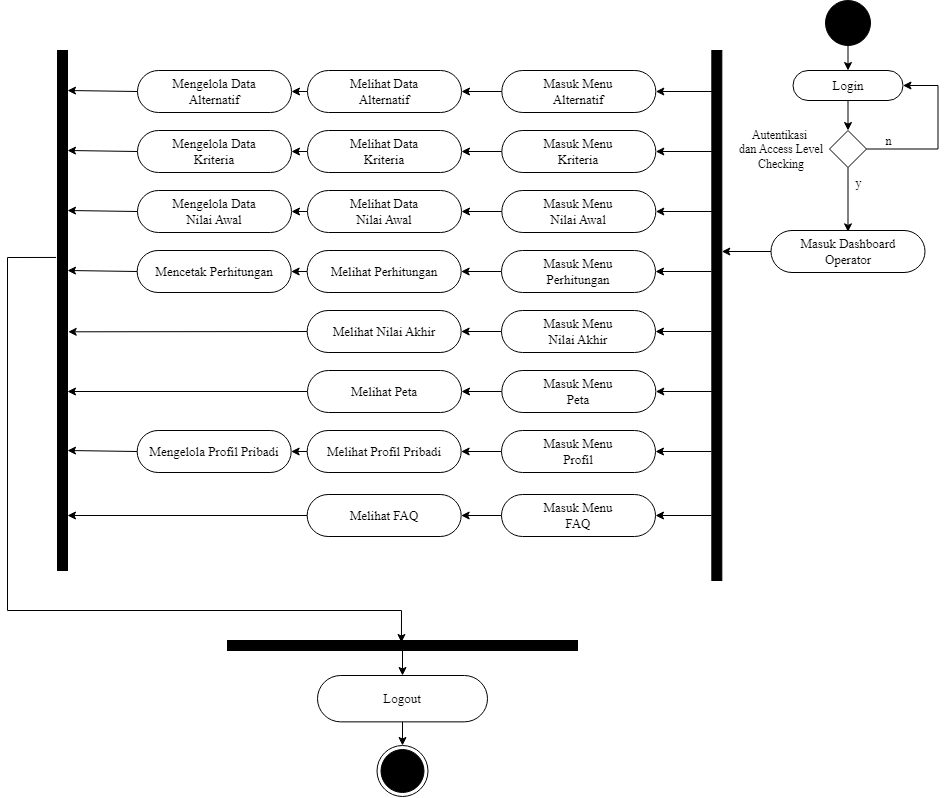 Login
Autentikasi
dan Access Level
Checking
n
y
Masuk Dashboard
Operator
Mengelola Data
Alternatif
Melihat Data
Alternatif
Masuk Menu
Alternatif
Mengelola Data
Kriteria
Melihat Data
Kriteria
Masuk Menu
Kriteria
Mengelola Data
Nilai Awal
Melihat Data
Nilai Awal
Masuk Menu
Nilai Awal
Mencetak Perhitungan
Melihat Perhitungan
Masuk Menu
Perhitungan
Melihat Nilai Akhir
Masuk Menu
Nilai Akhir
Melihat Peta
Masuk Menu
Peta
Mengelola Profil Pribadi
Melihat Profil Pribadi
Masuk Menu
Profil
Melihat FAQ
Masuk Menu
FAQ
Logout